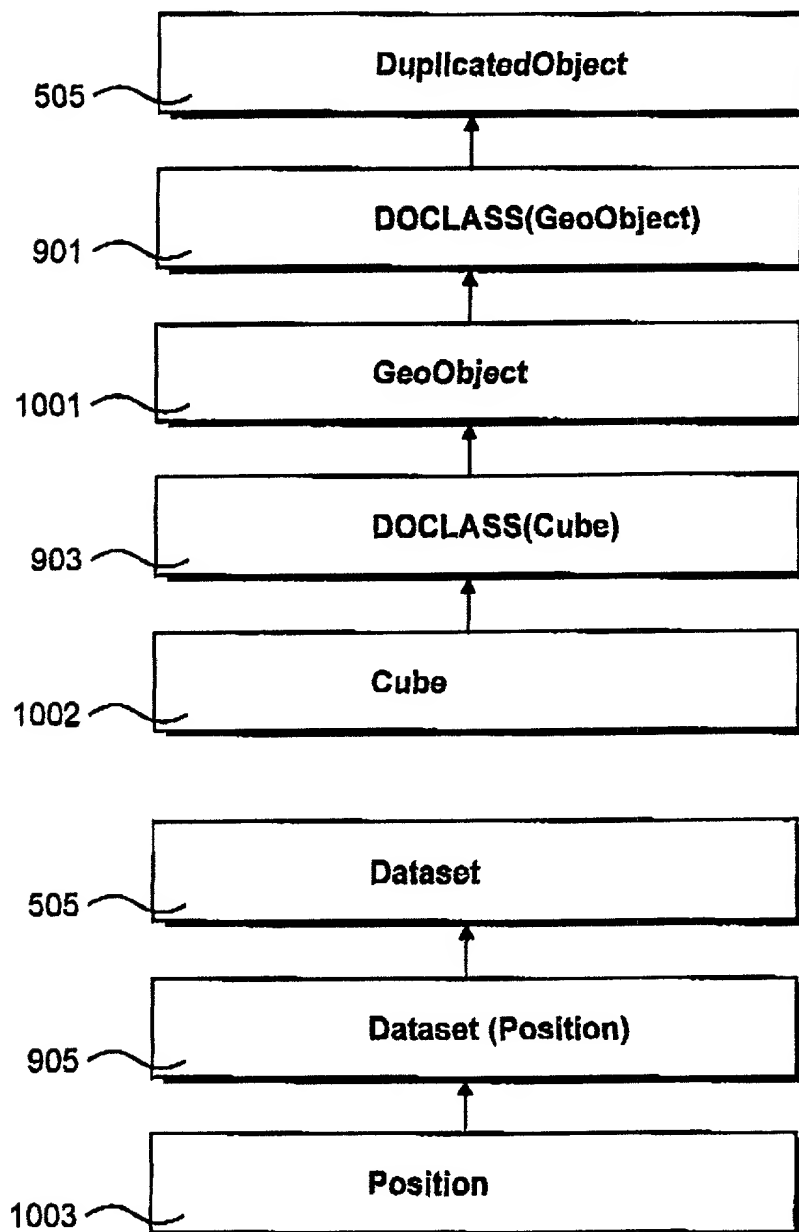 DuplicatedObject
505
DOCLASS(GeoObject)
901
GeoObject
1001
DOCLASS(Cube)
903
Cube
1002
Dataset
505
Dataset (Position)
905
Position
1003